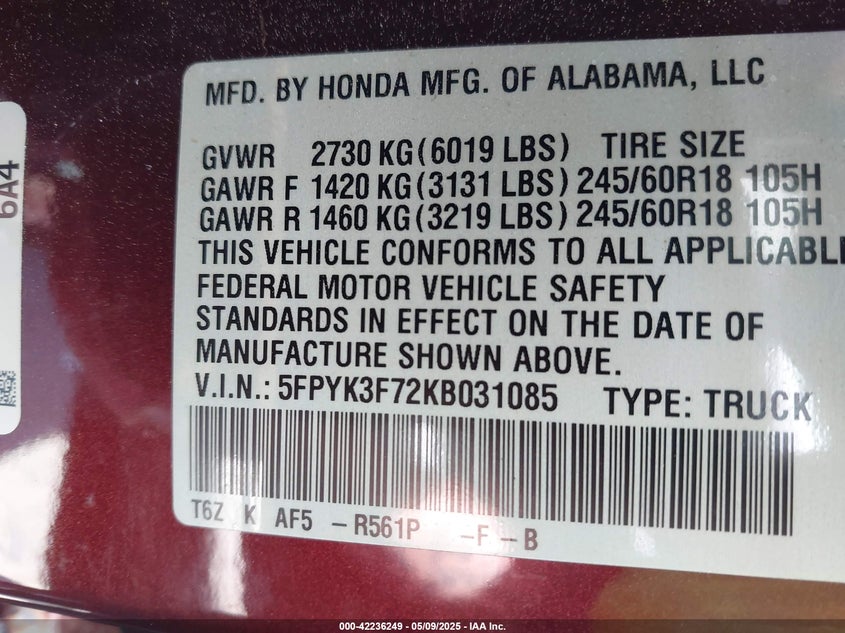 MFD. BY HONDA MFG. OF ALABAMA, LLC
GVWR 2730 KG(6019 LBS) TIRE SIZE
GAWR F 1420 KG(3131 LBS) 245/60R18 105H
GAWR R 1460 KG(3219 LBS) 245/60R18 105H
THIS VEHICLE CONFORMS TO ALL APPLICABLE
FEDERAL MOTOR VEHICLE SAFETY
STANDARDS IN EFFECT ON THE DATE OF
MANUFACTURE SHOWN ABOVE.
V.I.N.: 5FPYK3F72KB031085 TYPE: TRUCK
T6Z K AF5 -R561P -F-B
6A4
000-42236249 - 05/09/2025 - IAA Inc.